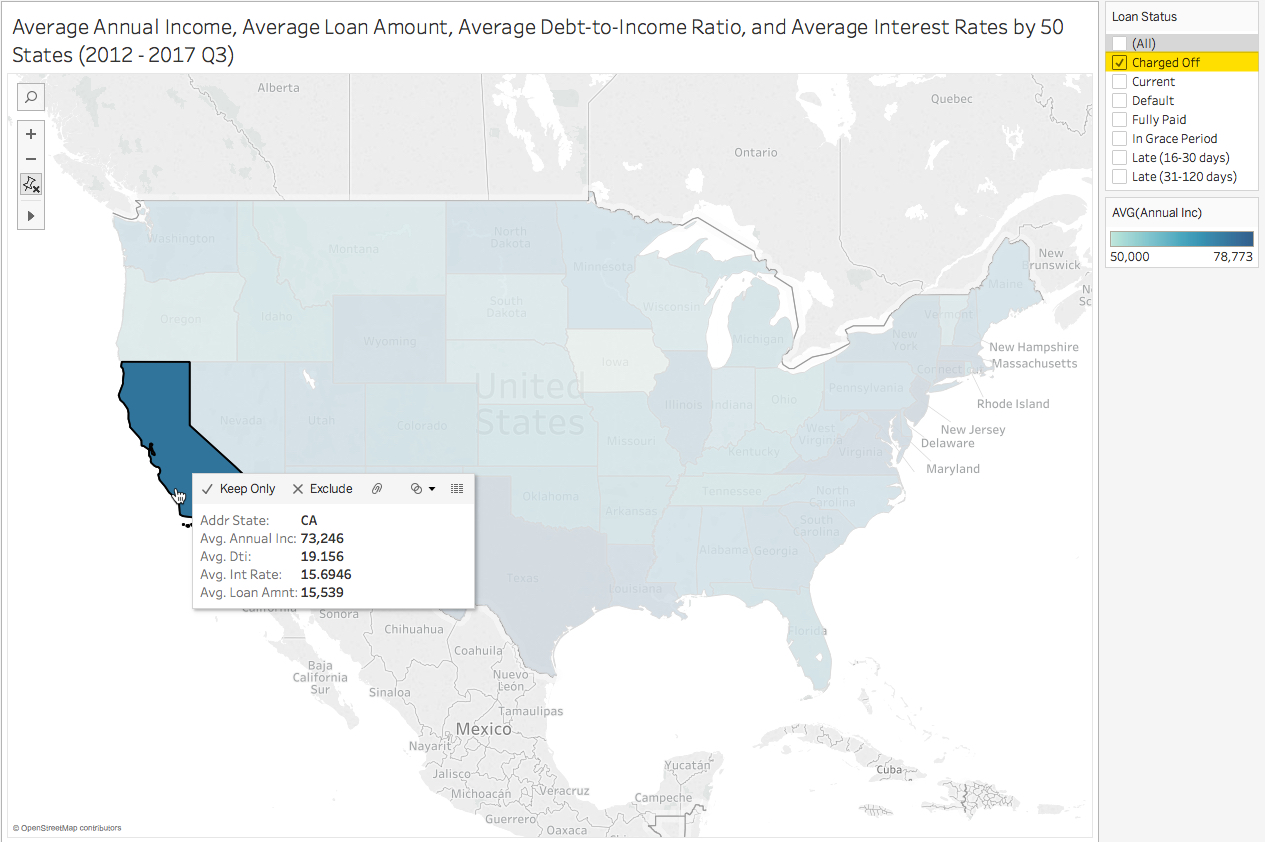 Average Annual Income, Average Loan Amount, Average Debt-to-Income Ratio, and Average Interest Rates by 50
States (2012 - 2017 Q3)
Alberta
Quebec
Ontario
Washington
Montana
North
Dakota
Minnesota
New
Brunswick
Maine
Oregon
Idaho
South
Dakota
Wisconsin
Michigan
Vermont
New
York
Wyoming
Iowa
New Hampshire
Massachusetts
Connecticut
Rhode Island
United
States
Nevada
Utah
Colorado
Illinois
Indiana
Ohio
Pennsylvania
New Jersey
Delaware
Maryland
Missouri
West
Virginia
Virginia
Kentucky
Oklahoma
Arkansas
Tennessee
North
Carolina
South
Carolina
Alabama
Georgia
Texas
Louisiana
Florida
Keep Only
Exclude
Addr State: CA
Avg. Annual Inc: 73,246
Avg. Dti: 19.156
Avg. Int Rate: 15.6946
Avg. Loan Amnt: 15,539
California
Sonora
Chihuahua
Coahuila
Baja
California
Sur
Sinaloa
Nuevo
León
Tamaulipas
Mexico
Nayarit
Jalisco
Michoacán
Veracruz
Guerrero
Oaxaca
Yucatán
Campeche
Cuba
© OpenStreetMap contributors
Loan Status
(All)
Charged Off
Current
Default
Fully Paid
In Grace Period
Late (16-30 days)
Late (31-120 days)
AVG(Annual Inc)
50,000 78,773